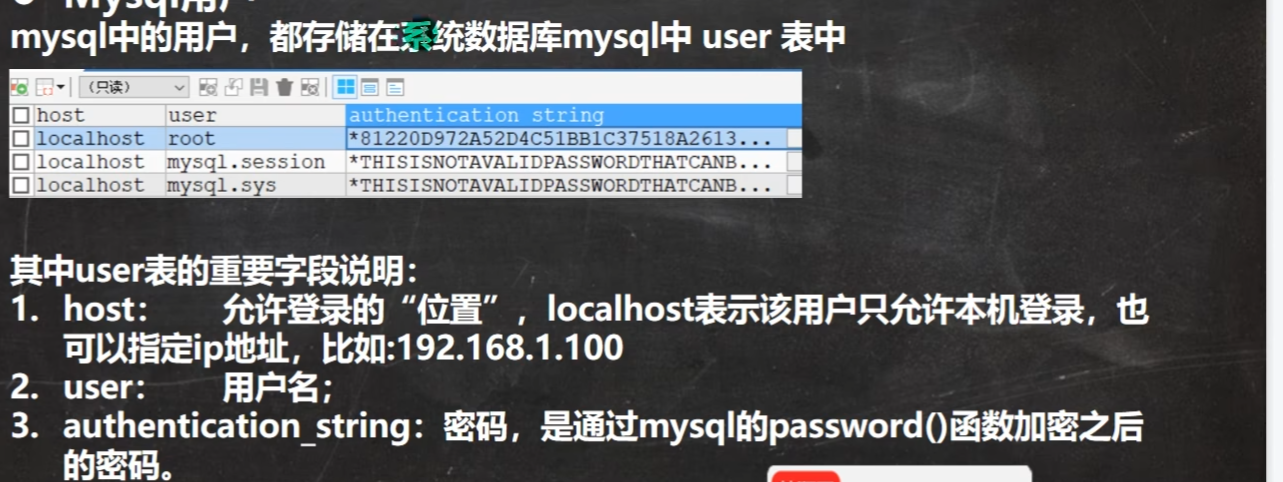 Mysql用户
mysql中的用户，都存储在系统数据库mysql中 user 表中
（只读）
host user authentication string
localhost root *81220D972A52D4C51BB1C37518A2613...
localhost mysql.session *THISISNOTAVALIDPASSWORDTHATCANB...
localhost mysql.sys *THISISNOTAVALIDPASSWORDTHATCANB...
其中user表的重要字段说明：
1. host： 允许登录的“位置”，localhost表示该用户只允许本机登录，也
可以指定ip地址，比如:192.168.1.100
2. user： 用户名；
3. authentication_string：密码，是通过mysql的password()函数加密之后
的密码。